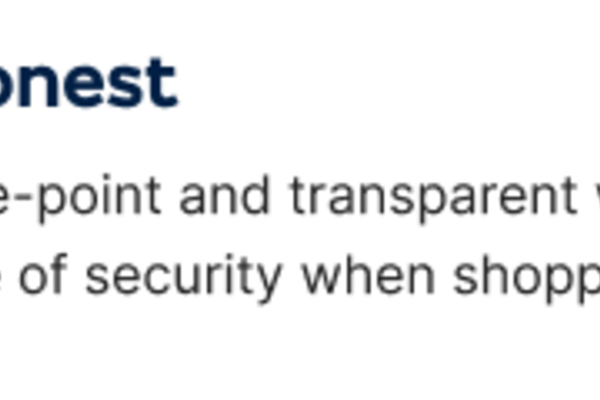 onest
e-point and transparent
of security when shopp